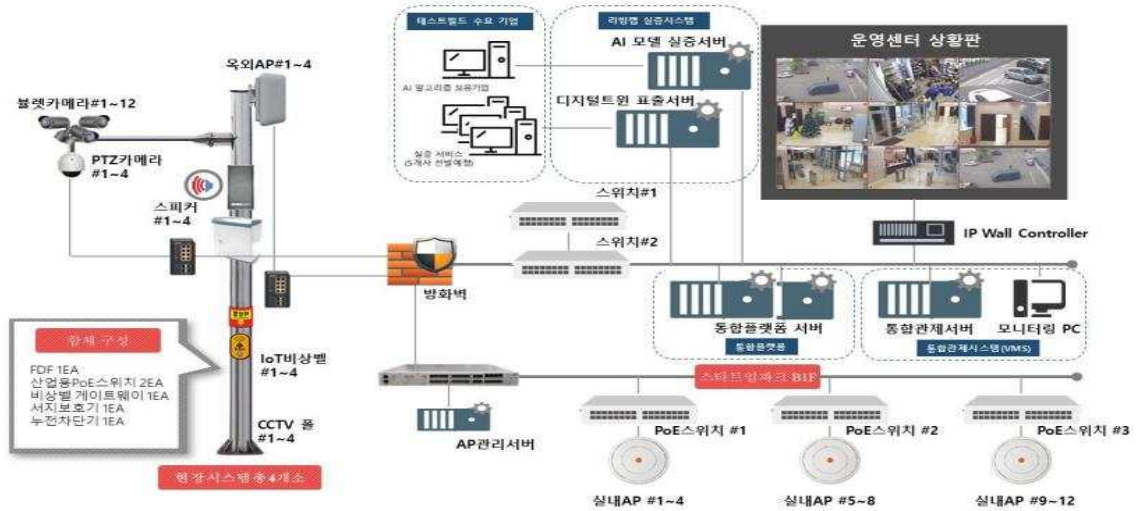 테스트필드 수요 기업
AI 알고리즘 보유기업
실증 서비스
(5개사 선발예정)
리빙랩 실증시스템
AI 모델 실증서버
디지털트윈 표출서버
운영센터 상황판
옥외AP#1~4
불렛카메라#1~12
PTZ카메라
#1~4
스피커
#1~4
스위치#1
스위치#2
IP Wall Controller
방화벽
통합플랫폼 서버
통합플랫폼
통합관제서버
모니터링 PC
통합관제시스템(VMS)
함체 구성
FDF 1EA
산업용PoE스위치 2EA
비상벨 게이트웨이 1EA
서지보호기 1EA
누전차단기 1EA
IoT비상벨
#1~4
CCTV 폴
#1~4
현장시스템총4개소
AP관리서버
스타트업파크 B1F
PoE스위치 #1
PoE스위치 #2
PoE스위치 #3
실내AP #1~4
실내AP #5~8
실내AP #9~12